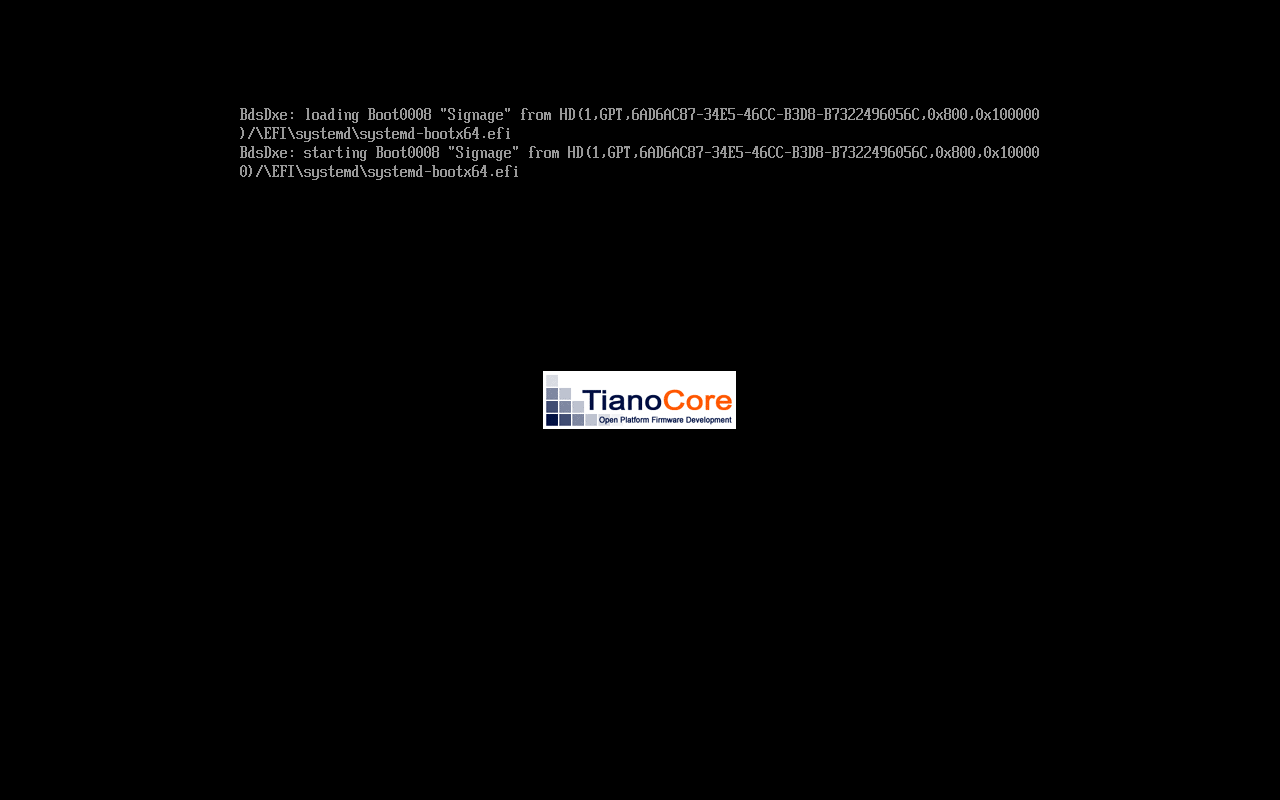 BdsDxe: loading Boot0008 "Signage" from HD(1,GPT,6AD6AC87-34E5-46CC-B3D8-B7322496056C,0x800,0x100000
)/\EFI\systemd\systemd-bootx64.efi
BdsDxe: starting Boot0008 "Signage" from HD(1,GPT,6AD6AC87-34E5-46CC-B3D8-B7322496056C,0x800,0x10000
0)/\EFI\systemd\systemd-bootx64.efi
TianoCore
Open Platform Firmware Development